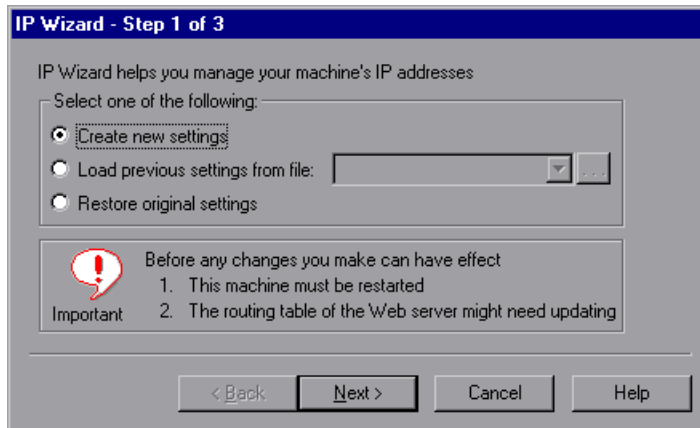 IP Wizard - Step 1 of 3
IP Wizard helps you manage your machine's IP addresses
Select one of the following:
Create new settings
Load previous settings from file:
...
Restore original settings
Before any changes you make can have effect
1. This machine must be restarted
Important
2. The routing table of the Web server might need updating
< Back
Next >
Cancel
Help